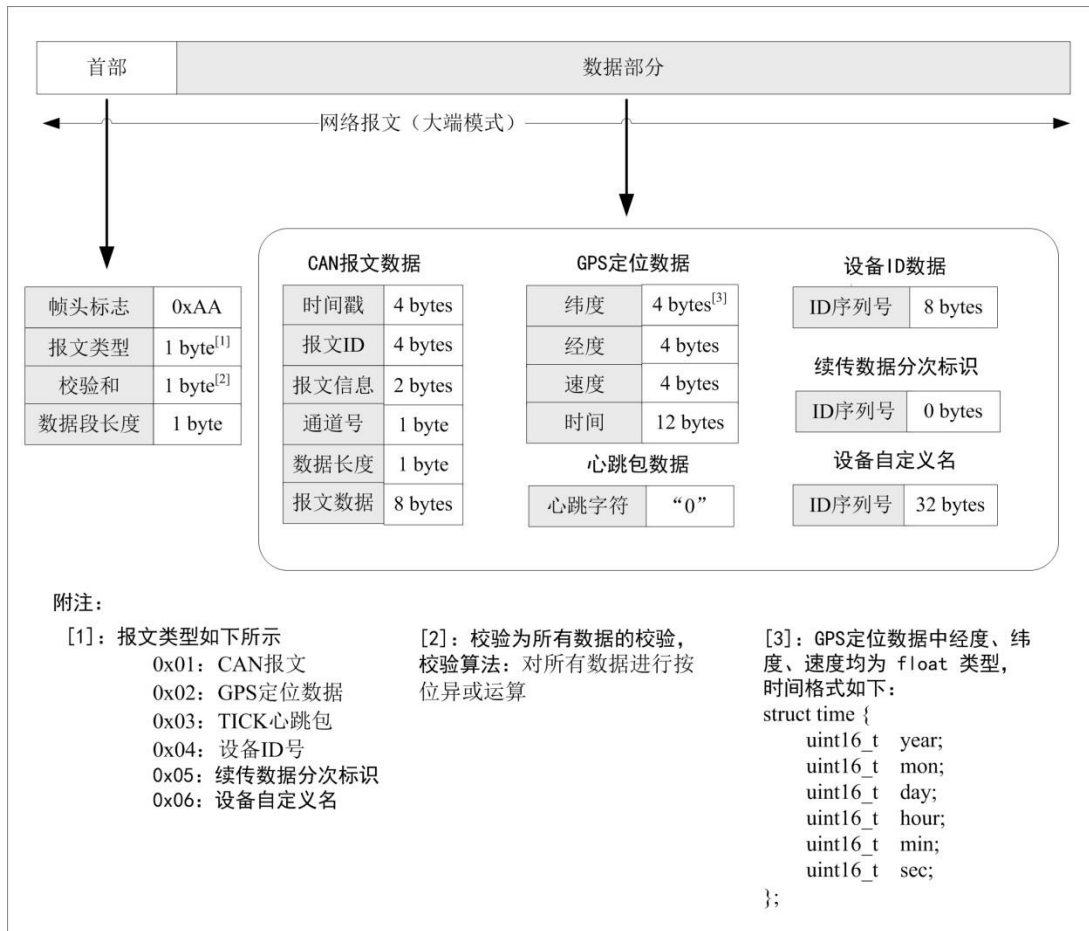 首部 数据部分
网络报文（大端模式）
CAN报文数据
时间戳 4 bytes
报文ID 4 bytes
报文信息 2 bytes
通道号 1 byte
数据长度 1 byte
报文数据 8 bytes
GPS定位数据
纬度 4 bytes[3]
经度 4 bytes
速度 4 bytes
时间 12 bytes
心跳包数据
心跳字符 “0”
设备ID数据
ID序列号 8 bytes
续传数据分次标识
ID序列号 0 bytes
设备自定义名
ID序列号 32 bytes
帧头标志 0xAA
报文类型 1 byte[1]
校验和 1 byte[2]
数据段长度 1 byte
附注：
[1]：报文类型如下所示
0x01：CAN报文
0x02：GPS定位数据
0x03：TICK心跳包
0x04：设备ID号
0x05：续传数据分次标识
0x06：设备自定义名
[2]：校验为所有数据的校验，
校验算法：对所有数据进行按
位异或运算
[3]：GPS定位数据中经度、纬
度、速度均为 float 类型，
时间格式如下：
struct time {
uint16_t year;
uint16_t mon;
uint16_t day;
uint16_t hour;
uint16_t min;
uint16_t sec;
};